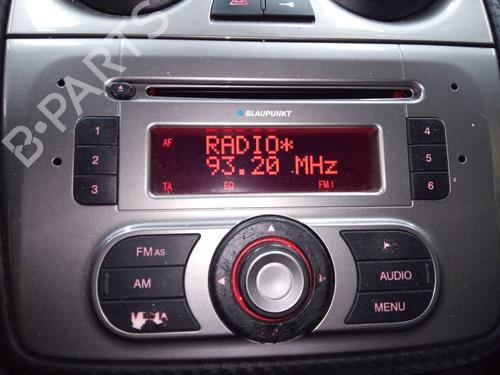 BLAUPUNKT
1
2
3
AF
RADIO*
93.20 MHz
TA EQ FM1
4
5
6
FM AS
AM
AUDIO
MENU
B-PARTS